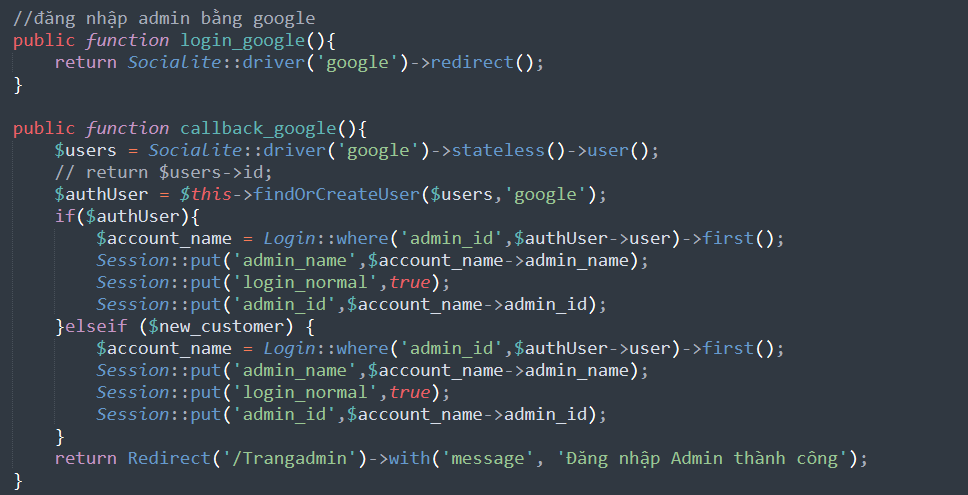 //đăng nhập admin bằng google
public function login_google(){
    return Socialite::driver('google')->redirect();
}
public function callback_google(){
    $users = Socialite::driver('google')->stateless()->user();
    // return $users->id;
    $authUser = $this->findOrCreateUser($users,'google');
    if($authUser){
        $account_name = Login::where('admin_id',$authUser->user)->first();
        Session::put('admin_name',$account_name->admin_name);
        Session::put('login_normal',true);
        Session::put('admin_id',$account_name->admin_id);
    }elseif ($new_customer) {
        $account_name = Login::where('admin_id',$authUser->user)->first();
        Session::put('admin_name',$account_name->admin_name);
        Session::put('login_normal',true);
        Session::put('admin_id',$account_name->admin_id);
    }
    return Redirect('/Trangadmin')->with('message', 'Đăng nhập Admin thành công');
}